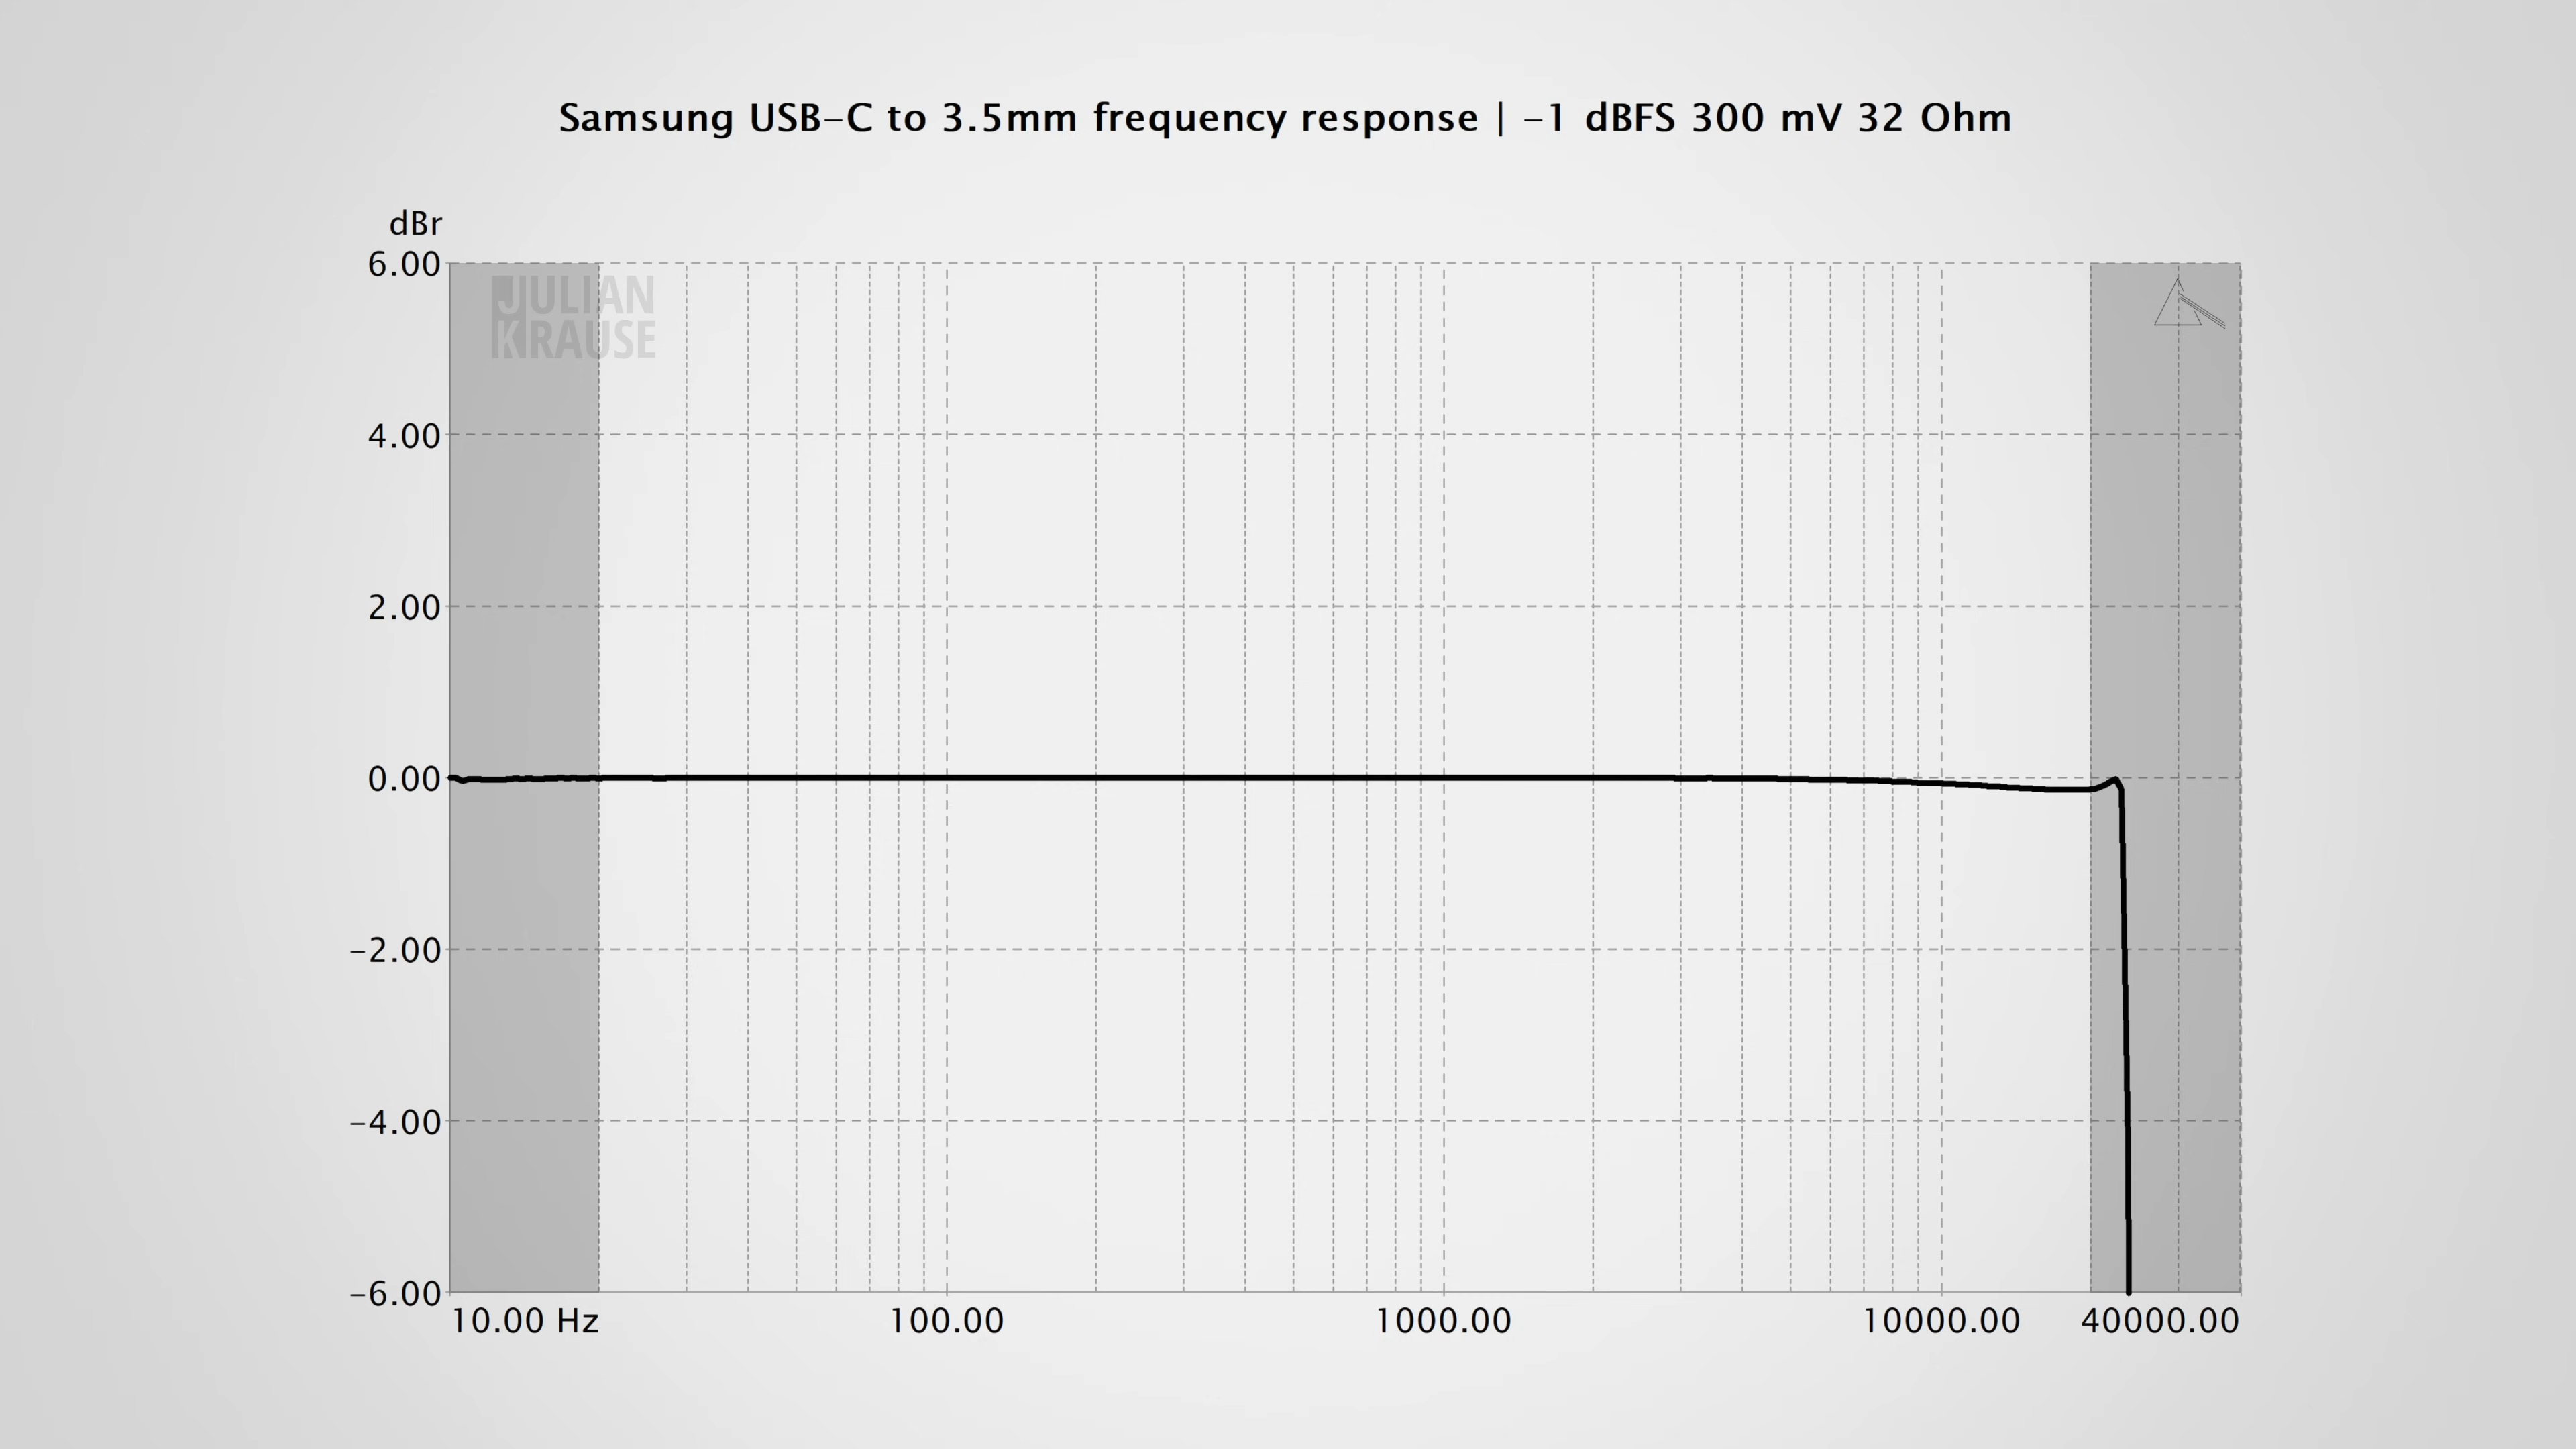 Samsung USB–C to 3.5mm frequency response | –1 dBFS 300 mV 32 Ohm
dBr
6.00
JULIAN
KRAUSE
4.00
2.00
0.00
–2.00
–4.00
–6.00
10.00 Hz 100.00 1000.00 10000.00 40000.00